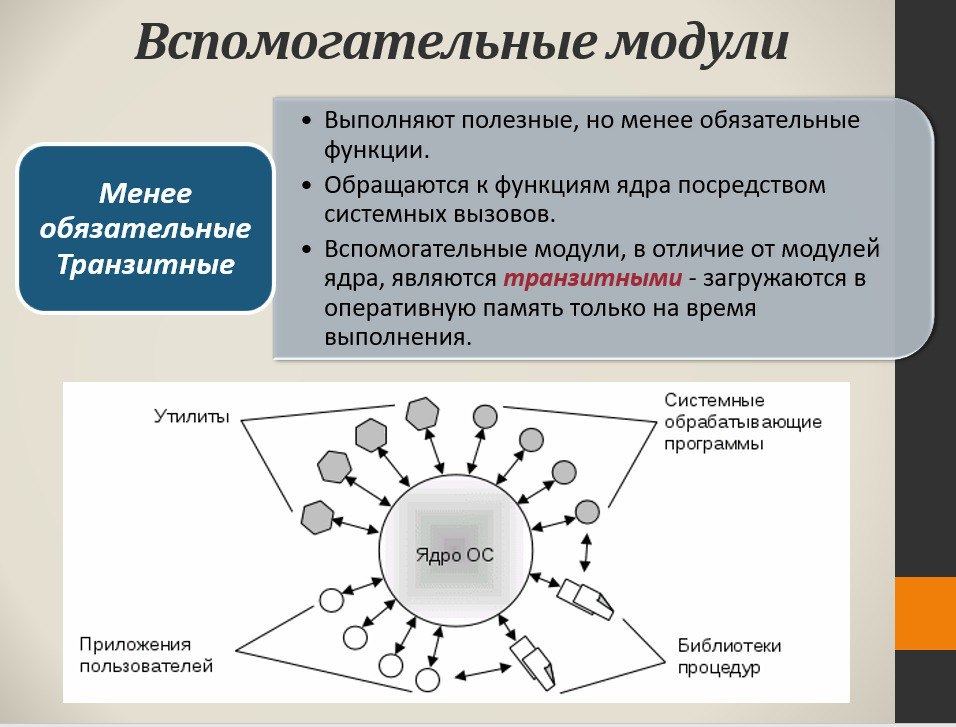 Вспомогательные модули
Менее
обязательные
Транзитные
• Выполняют полезные, но менее обязательные
функции.
• Обращаются к функциям ядра посредством
системных вызовов.
• Вспомогательные модули, в отличие от модулей
ядра, являются транзитными - загружаются в
оперативную память только на время
выполнения.
Утилиты
Системные
обрабатывающие
программы
Ядро ОС
Приложения
пользователей
Библиотеки
процедур